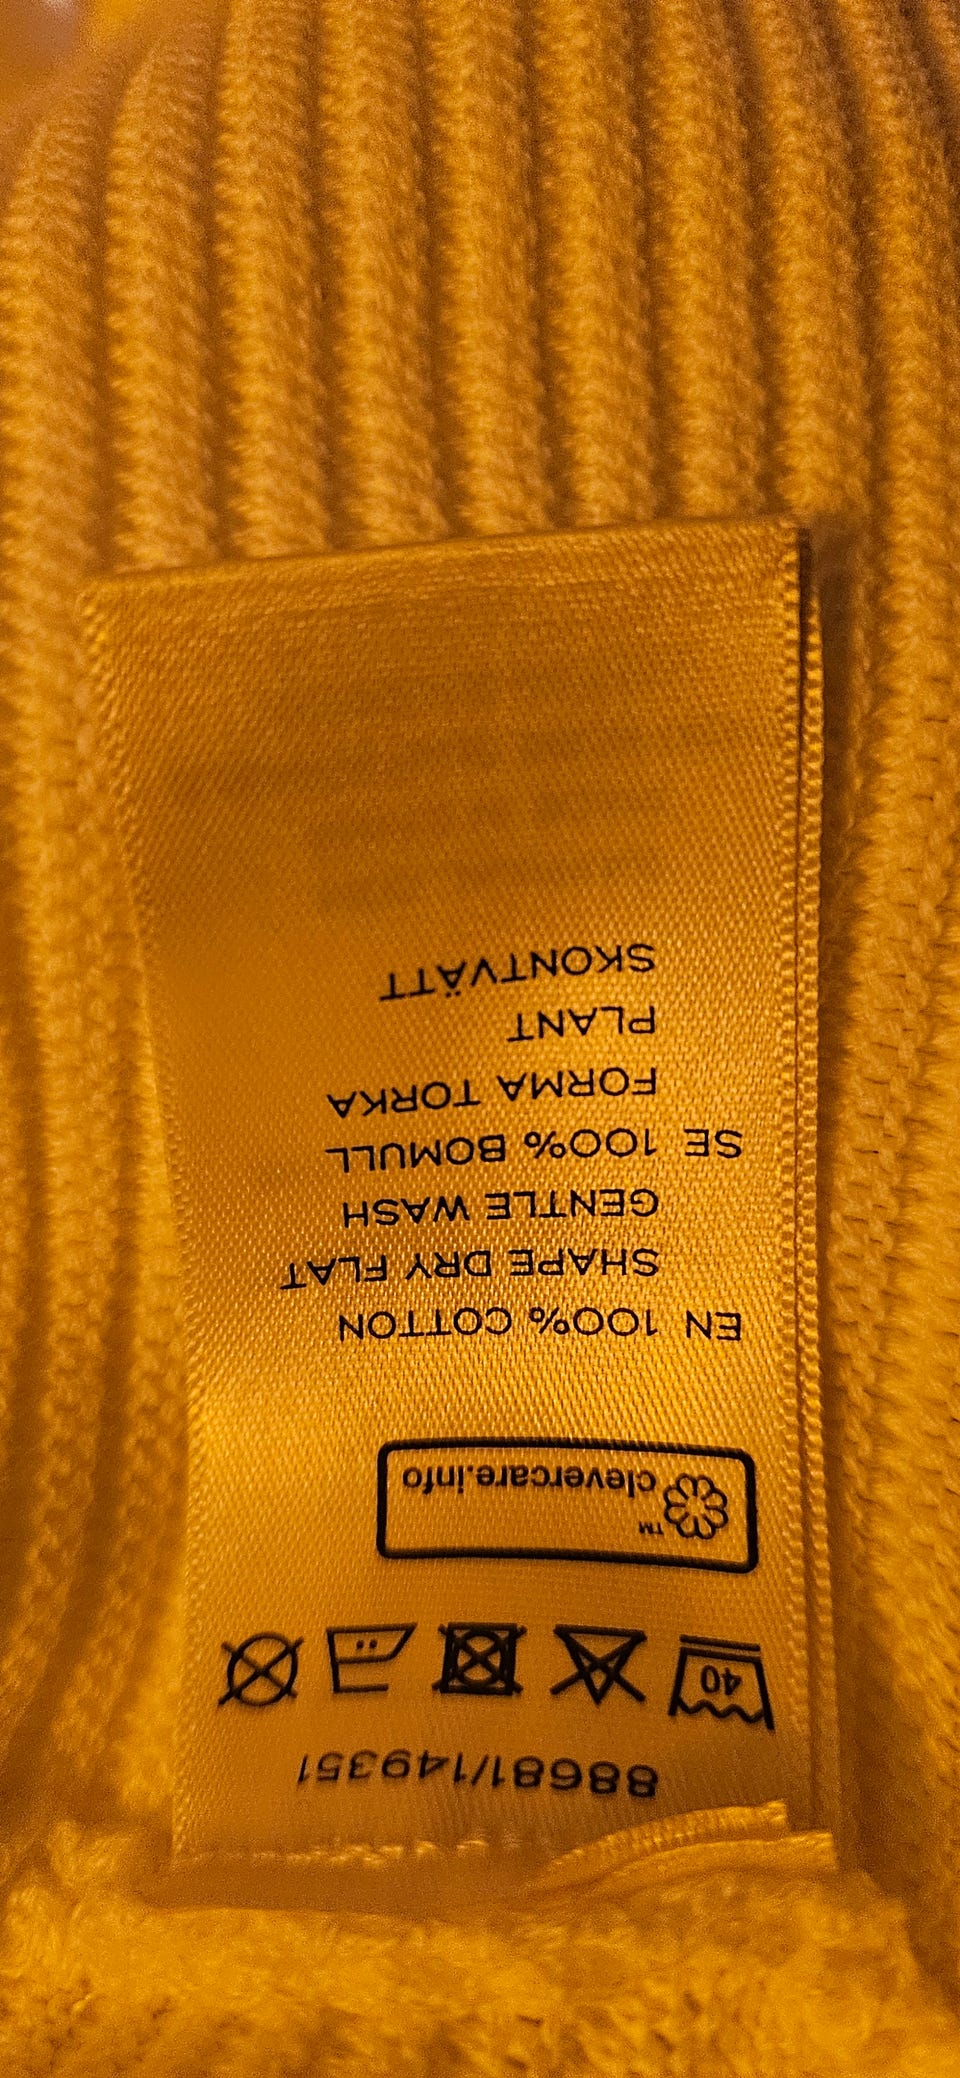 88681/149351
40
clevercare.info™
EN 100% COTTON
SHAPE DRY FLAT
GENTLE WASH
SE 100% BOMULL
FORMA TORKA
PLANT
SKONTVÄTT